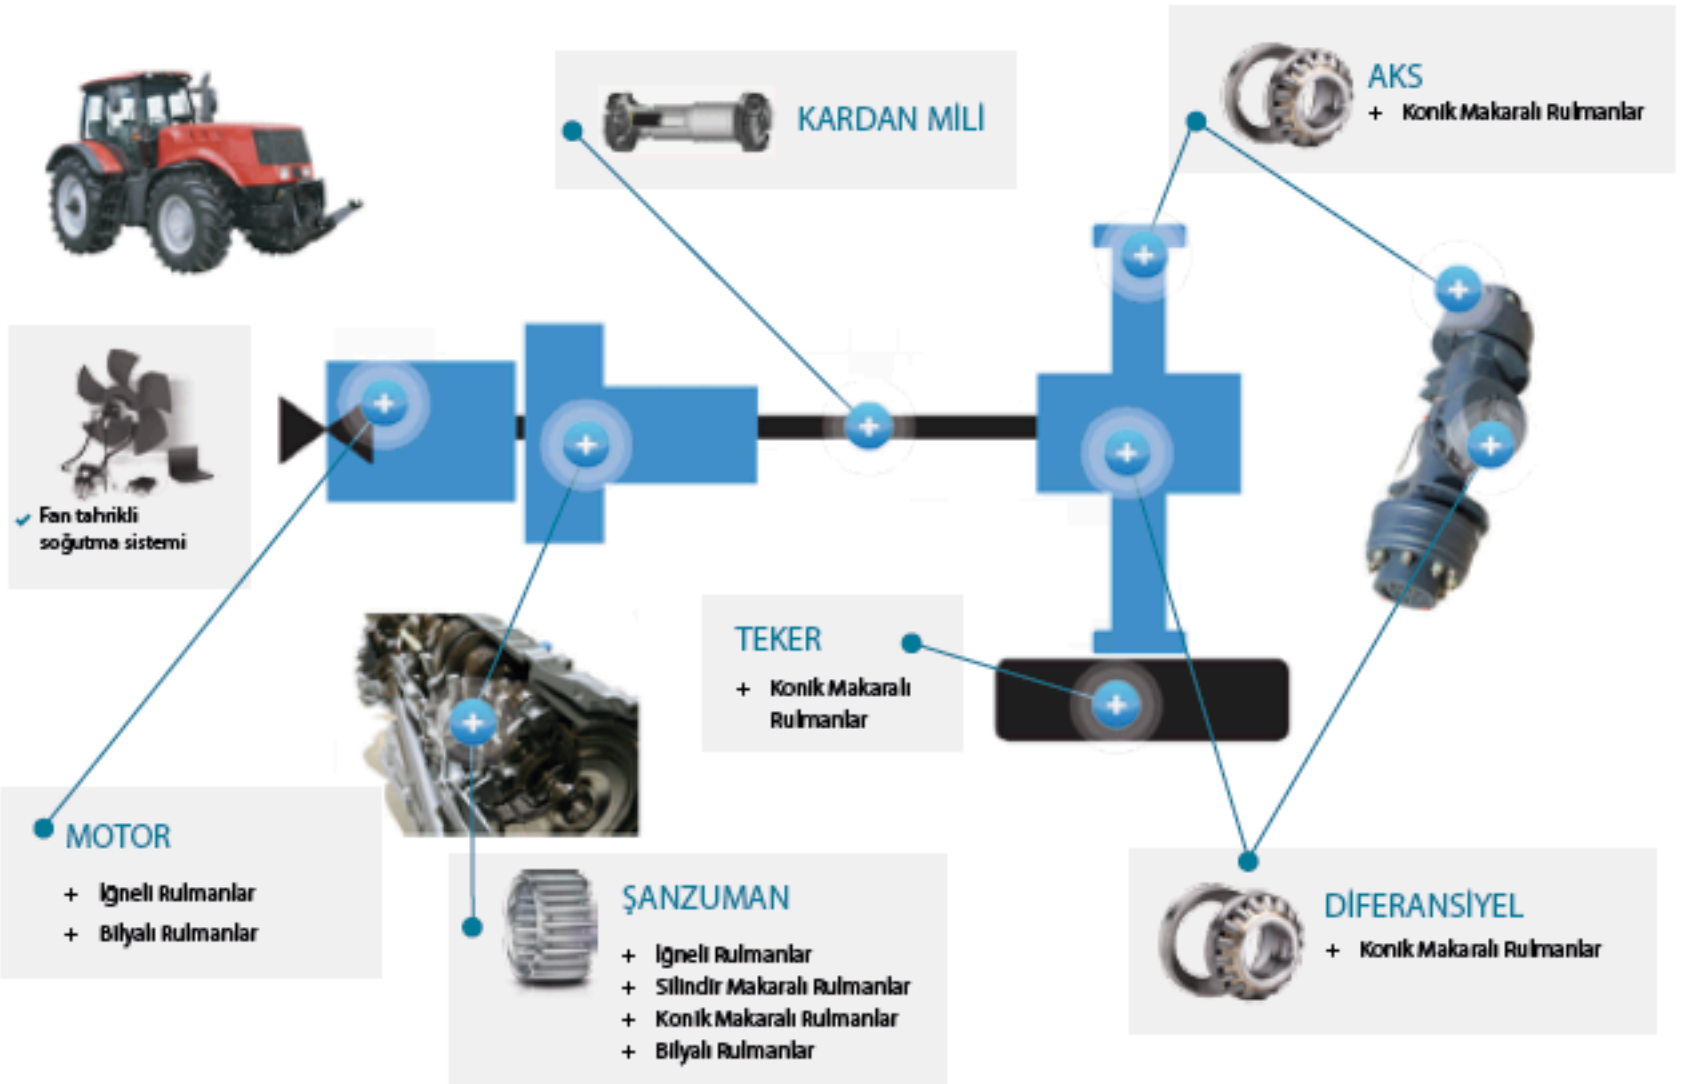 KARDAN MİLİ
AKS
+ Konik Makaralı Rulmanlar
Fan tahrikli
soğutma sistemi
TEKER
+ Konik Makaralı
Rulmanlar
MOTOR
+ İğneli Rulmanlar
+ Bilyalı Rulmanlar
ŞANZUMAN
+ İğneli Rulmanlar
+ Silindir Makaralı Rulmanlar
+ Konik Makaralı Rulmanlar
+ Bilyalı Rulmanlar
DİFERANSİYEL
+ Konik Makaralı Rulmanlar